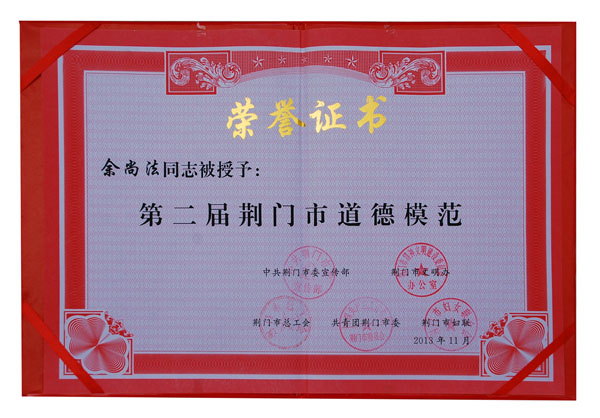 荣誉证书
余尚法同志被授予：
第二届荆门市道德模范
中共荆门市委宣传部 荆门市文明办
办公室
荆门市总工会 共青团荆门市委 荆门市妇联
2013年11月